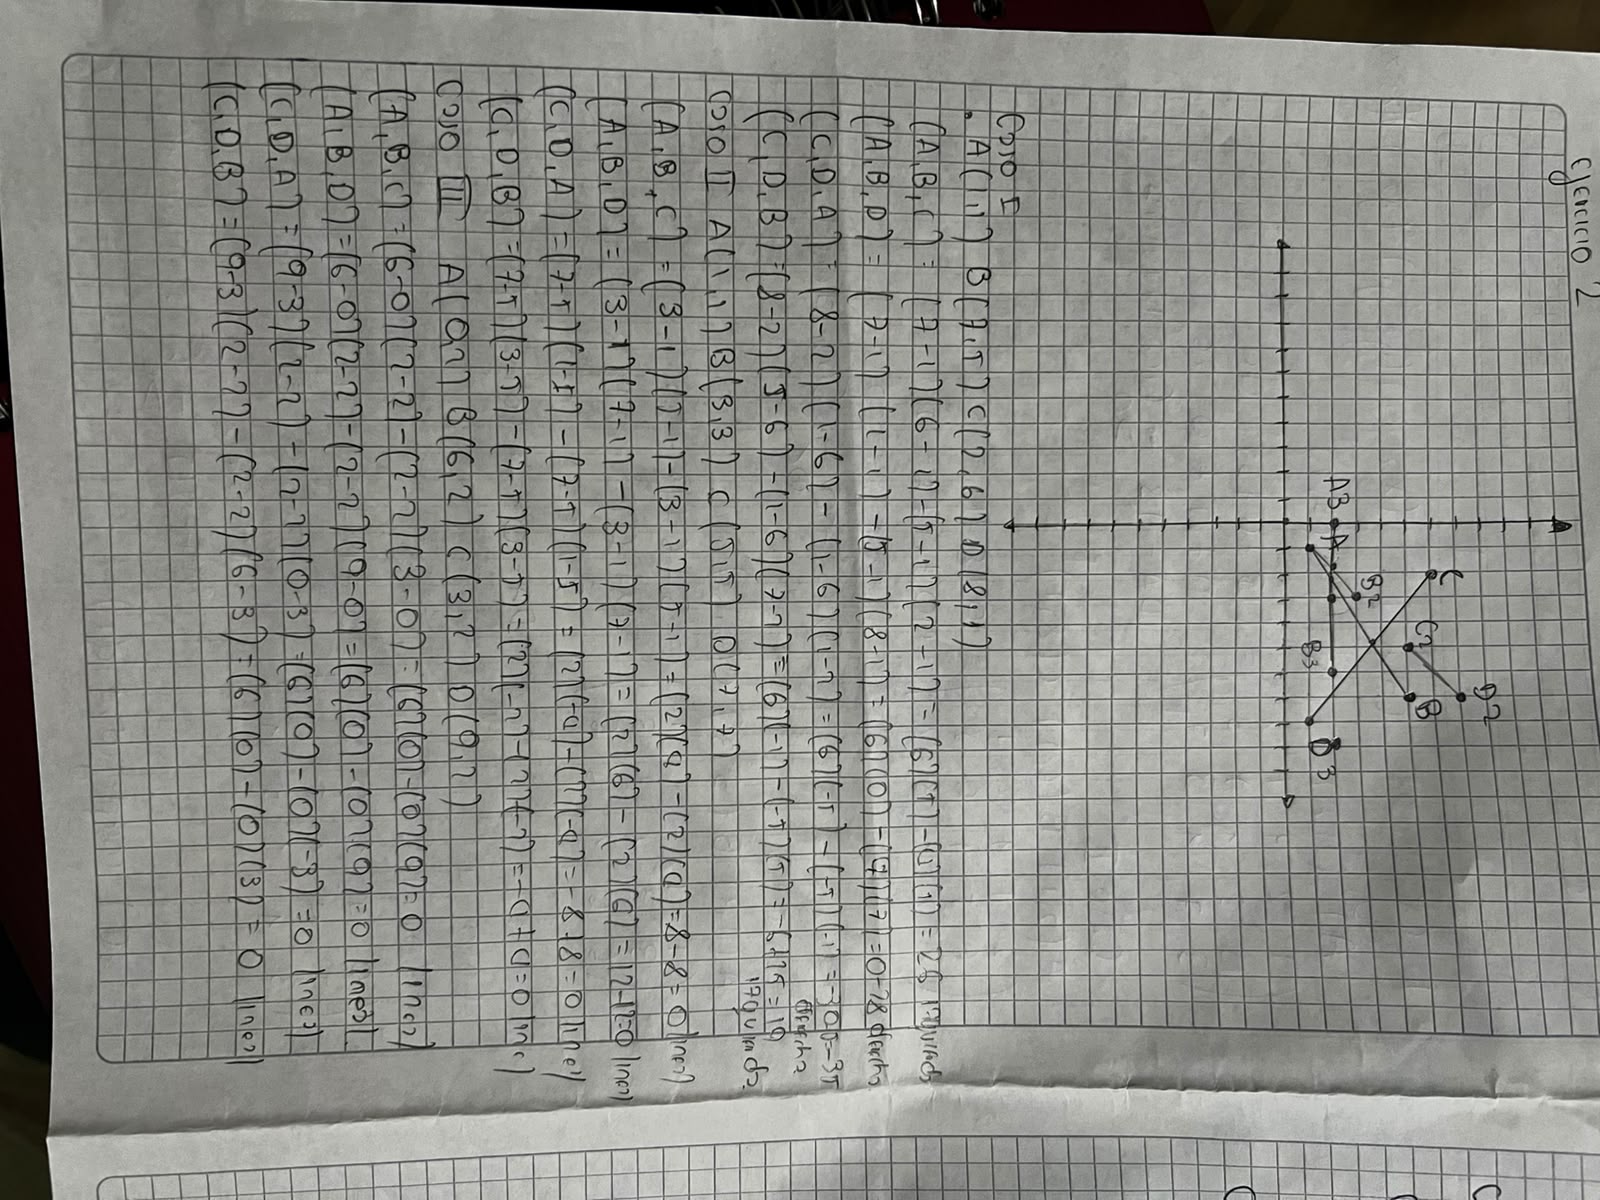 Ejercicio 2
A3 A B2 C2 D2 C B B3 D 3
Caso I
• A(1,1) B(7,5) C(2,6) D(8,1)
(A,B,C) = (7-1)(6-1)-(5-1)(2-1) = (6)(5)-(4)(1) = 26 izquierda
(A,B,D) = (7-1)(1-1)-(5-1)(8-1) = (6)(0)-(4)(7) = 0-28 derecha
(C,D,A) = (8-2)(1-6)-(1-6)(1-2) = (6)(-5)-(-5)(-1) = -30-5=-35 derecha
(C,D,B) = (8-2)(5-6)-(1-6)(7-2) = (6)(-1)-(-5)(5) = -6+25 = 19 izquierda
Caso II A(1,1) B(3,3) C(5,5) D(7,7)
(A,B,C) = (3-1)(5-1)-(3-1)(5-1) = (2)(4)-(2)(4) = 8-8=0 lineal
(A,B,D) = (3-1)(7-1)-(3-1)(7-1) = (2)(6)-(2)(6) = 12-12=0 lineal
(C,D,A) = (7-5)(1-5)-(7-5)(1-5) = (2)(-4)-(2)(-4) = -8+8=0 lineal
(C,D,B) = (7-5)(3-5)-(7-5)(3-5) = (2)(-2)-(2)(-2) = -4+4=0 lineal
Caso III A(0,2) B(6,2) C(3,2) D(9,2)
(A,B,C) = (6-0)(2-2)-(2-2)(3-0) = (6)(0)-(0)(9) = 0 lineal
(A,B,D) = (6-0)(2-2)-(2-2)(9-0) = (6)(0)-(0)(9) = 0 lineal
(C,D,A) = (9-3)(2-2)-(2-2)(0-3) = (6)(0)-(0)(-3) = 0 lineal
(C,D,B) = (9-3)(2-2)-(2-2)(6-3) = (6)(0)-(0)(3) = 0 lineal